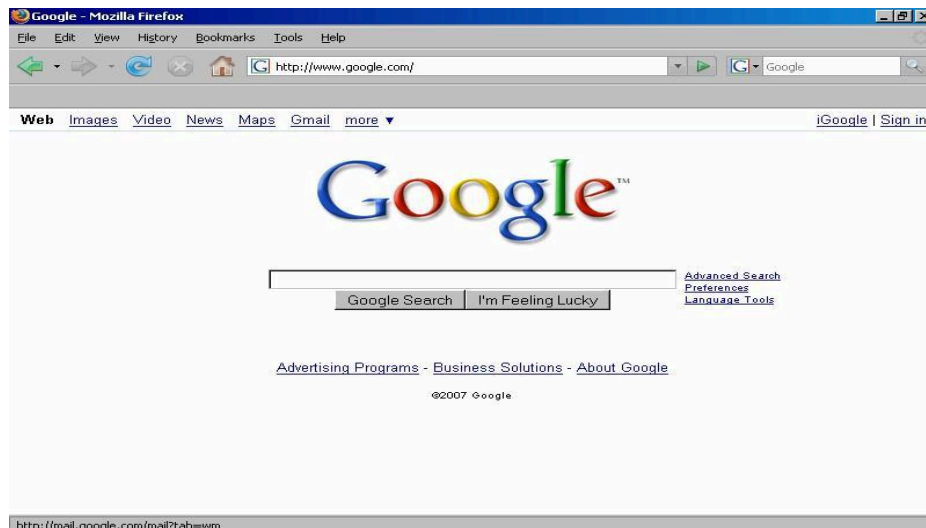 Google - Mozilla Firefox
File Edit View History Bookmarks Tools Help
G http://www.google.com/ G Google
Web Images Video News Maps Gmail more ▼ iGoogle | Sign in
Google™
Advanced Search
Preferences
Language Tools
Google Search I'm Feeling Lucky
Advertising Programs - Business Solutions - About Google
©2007 Google
http://mail.google.com/mail?tab=wm